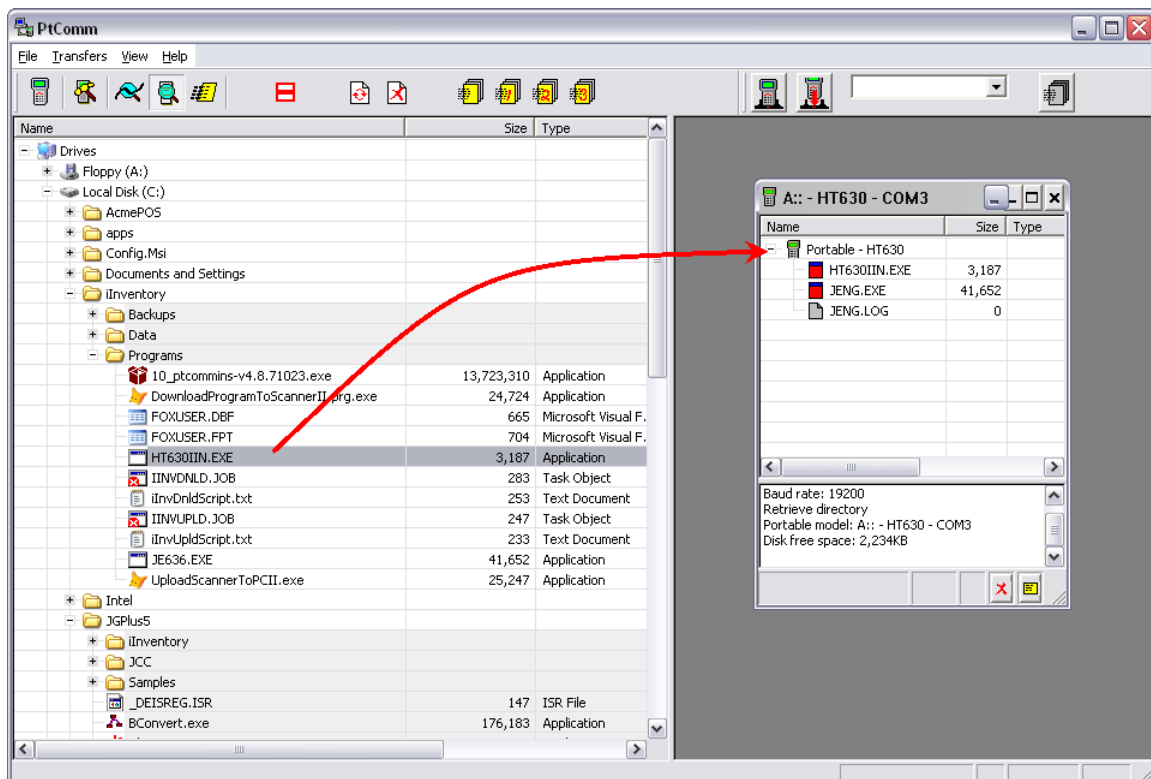 PtComm
File Transfers View Help
Name Size Type
Drives
Floppy (A:)
Local Disk (C:)
AcmePOS
apps
Config.Msi
Documents and Settings
iInventory
Backups
Data
Programs
10_ptcommins-v4.8.71023.exe 13,723,310 Application
DownloadProgramToScannerII.prg.exe 24,724 Application
FOXUSER.DBF 665 Microsoft Visual F.
FOXUSER.FPT 704 Microsoft Visual F.
HT630IIN.EXE 3,187 Application
IINVDNLD.JOB 283 Task Object
iInvDnldScript.txt 253 Text Document
IINVUPLD.JOB 247 Task Object
iInvUpldScript.txt 233 Text Document
JE636.EXE 41,652 Application
UploadScannerToPCII.exe 25,247 Application
Intel
JGPlus5
iInventory
JCC
Samples
_DEISREG.ISR 147 ISR File
BConvert.exe 176,183 Application
A:: - HT630 - COM3
Name Size Type
Portable - HT630
HT630IIN.EXE 3,187
JENG.EXE 41,652
JENG.LOG 0
Baud rate: 19200
Retrieve directory
Portable model: A:: - HT630 - COM3
Disk free space: 2,234KB